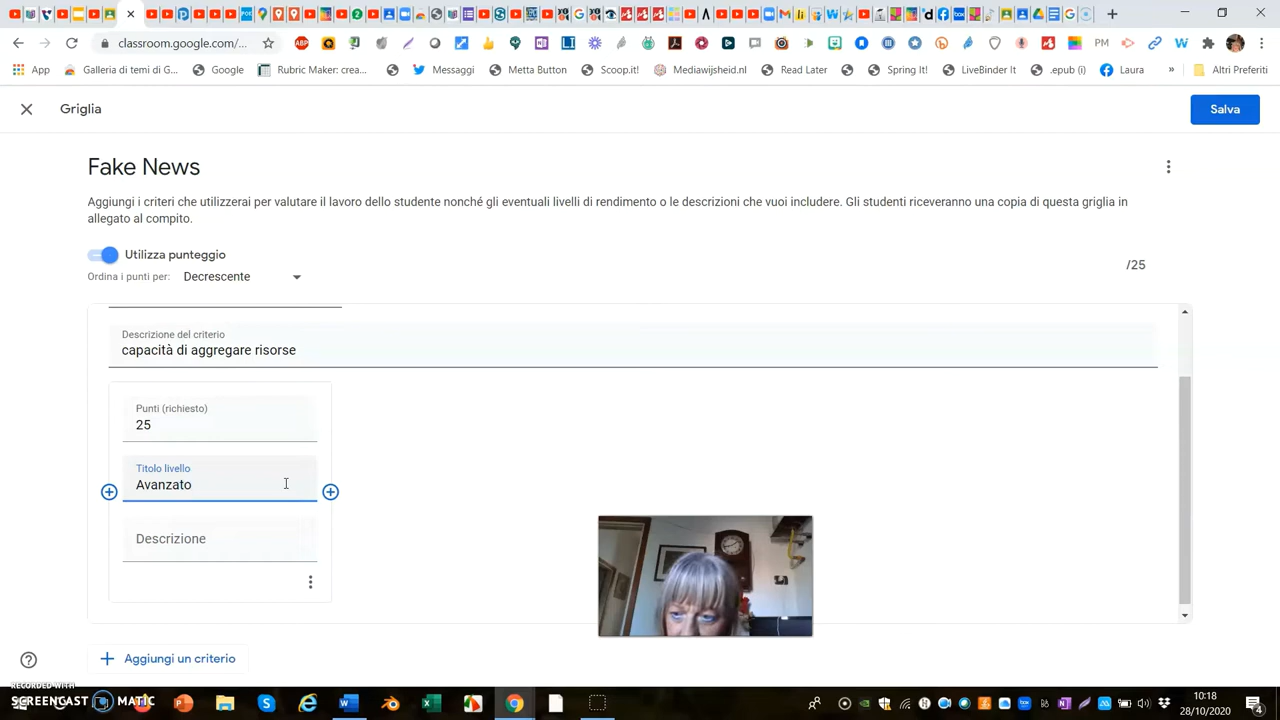 classroom.google.com/...
ABP
PM
App
Galleria di temi di G...
Google
Rubric Maker: crea...
Messaggi
Metta Button
Scoop.it!
Mediawijsheid.nl
Read Later
Spring It!
LiveBinder It
.epub (i)
Laura
»
Altri Preferiti
Griglia
Salva
Fake News
Aggiungi i criteri che utilizzerai per valutare il lavoro dello studente nonché gli eventuali livelli di rendimento o le descrizioni che vuoi includere. Gli studenti riceveranno una copia di questa griglia in
allegato al compito.
Utilizza punteggio
Ordina i punti per: Decrescente
/25
Descrizione del criterio
capacità di aggregare risorse
Punti (richiesto)
25
Titolo livello
Avanzato
Descrizione
Aggiungi un criterio
RECORDED WITH
SCREENCAST MATIC
10:18
28/10/2020
4